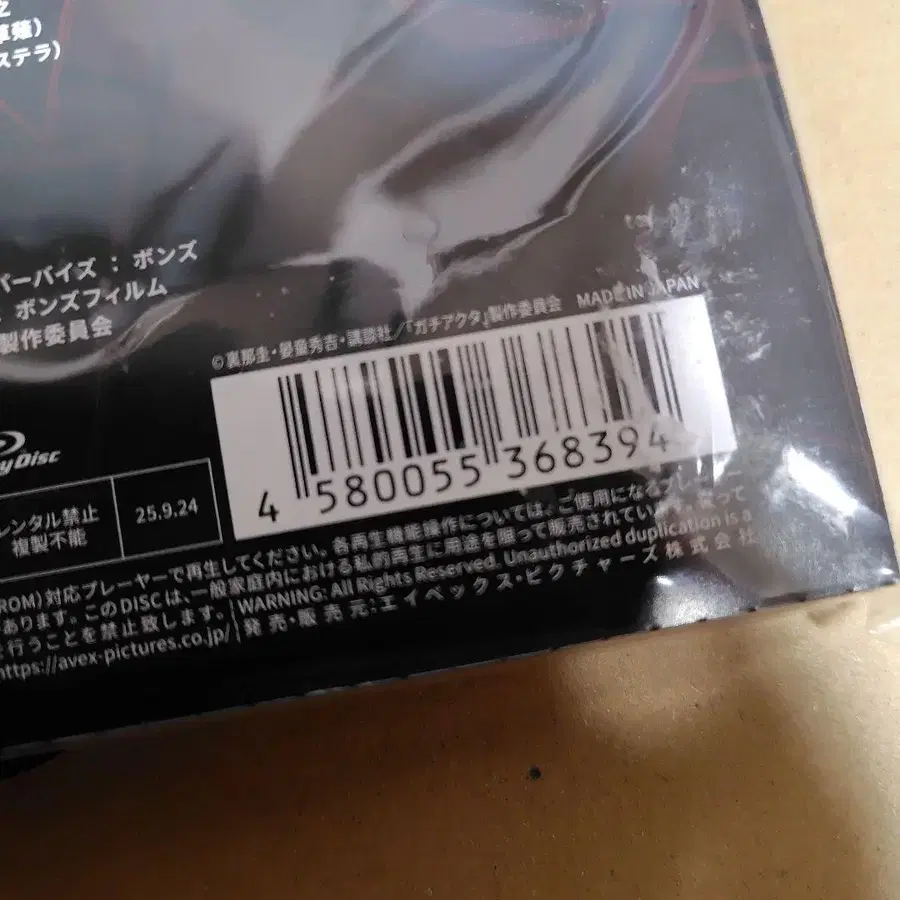 草薙)
ステラ)
パーバイズ：ボンズ
ボンズフィルム
製作委員会
©裏那圭・晏童秀吉・講談社／「ガチアクタ」製作委員会 MADE IN JAPAN
4 580055 368394
Disc
レンタル禁止
複製不能
25.9.24
ROM)対応プレーヤーで再生してください。各再生機能操作については、ご使用になるプレーヤー
あります。このDISCは、一般家庭内における私的再生に用途を限って販売されています。従って
を行うことを禁止致します。
WARNING: All Rights Reserved. Unauthorized duplication is a
https://avex-pictures.co.jp/
発売・販売元：エイベックス・ピクチャーズ株式会社